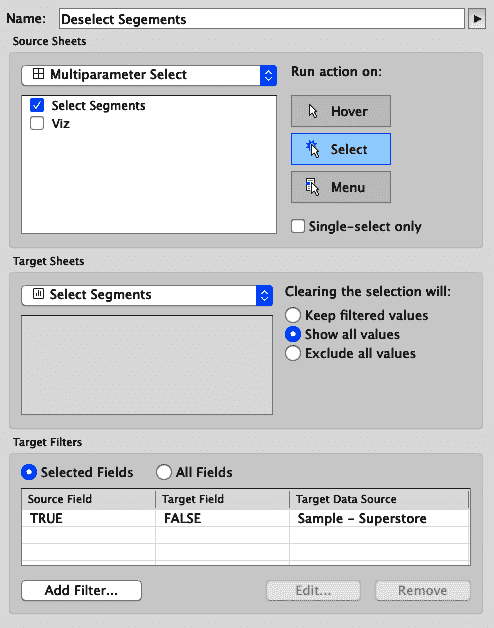 Name: Deselect Segements
Source Sheets
Multiparameter Select
Run action on:
Select Segments
Viz
Hover
Select
Menu
Single-select only
Target Sheets
Select Segments
Clearing the selection will:
Keep filtered values
Show all values
Exclude all values
Target Filters
Selected Fields All Fields
Source Field Target Field Target Data Source
TRUE FALSE Sample - Superstore
Add Filter... Edit... Remove